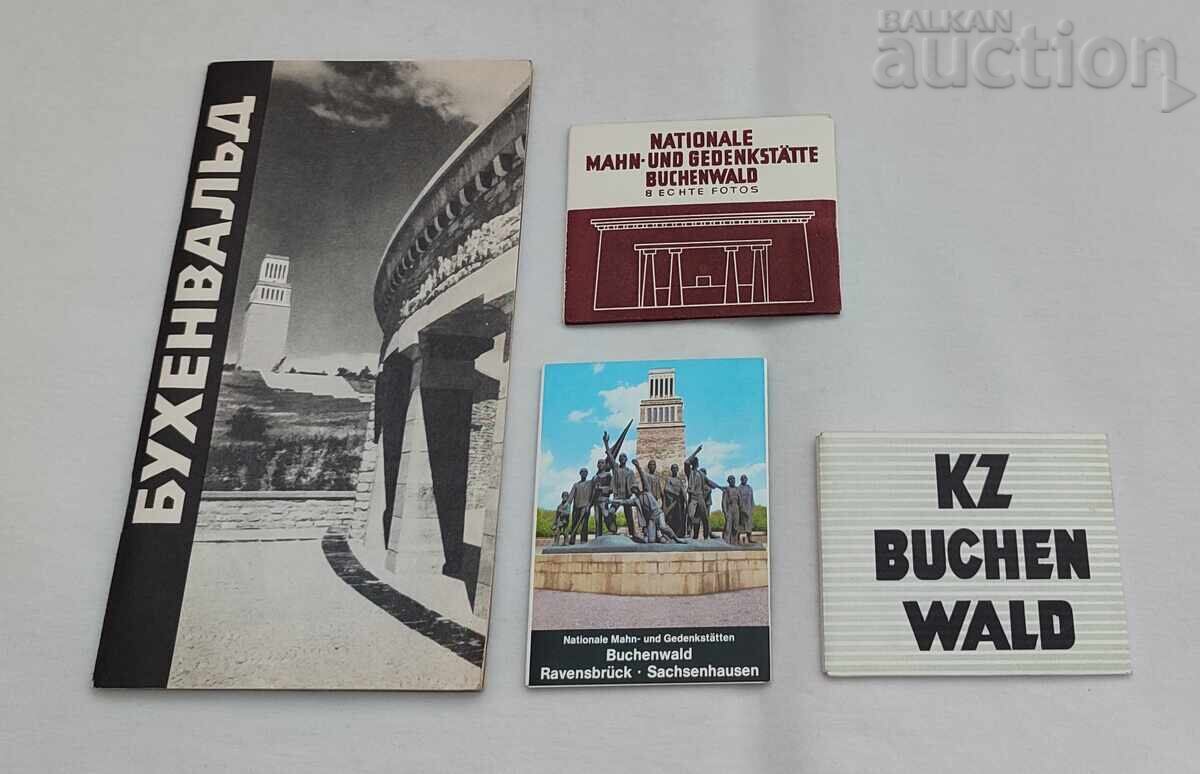 BALKAN
auction
БУХЕНВАЛЬД
NATIONALE
MAHN-UND GEDENKSTÄTTE
BUCHENWALD
8 ECHTE FOTOS
Nationale Mahn- und Gedenkstätten
Buchenwald
Ravensbrück · Sachsenhausen
KZ
BUCHEN
WALD